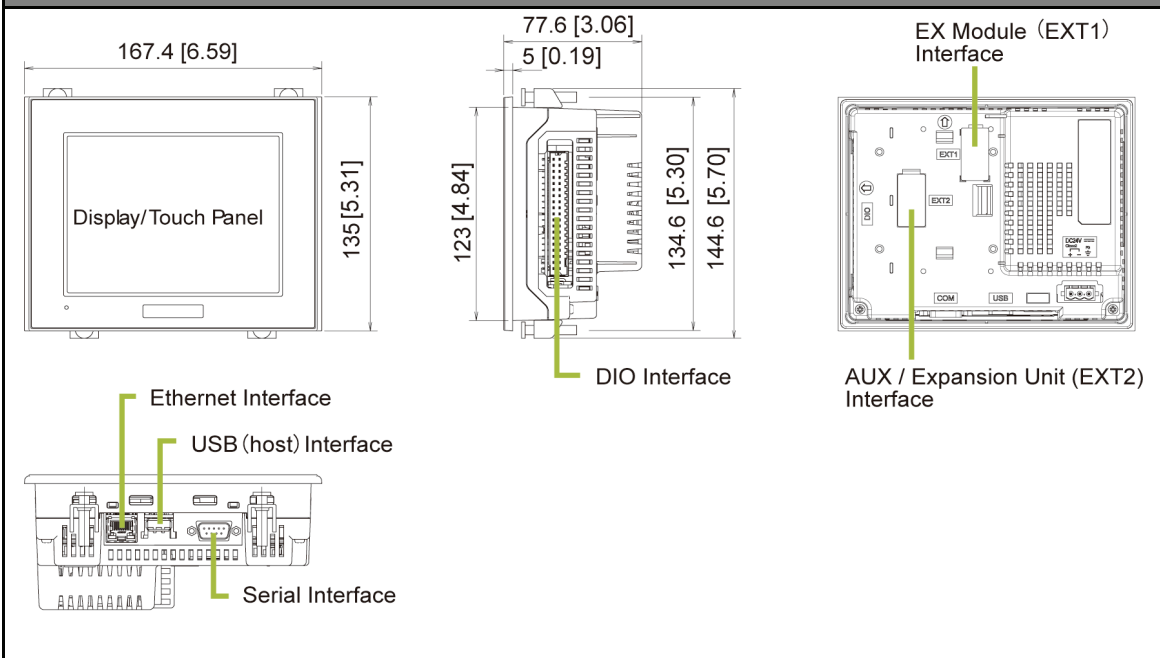 167.4 [6.59]
135 [5.31]
Display/Touch Panel
77.6 [3.06]
5 [0.19]
123 [4.84]
134.6 [5.30]
144.6 [5.70]
DIO Interface
EX Module （EXT1）
Interface
EXT1
EXT2
DIO
DC24V
COM
USB
AUX / Expansion Unit (EXT2)
Interface
Ethernet Interface
USB（host）Interface
Serial Interface